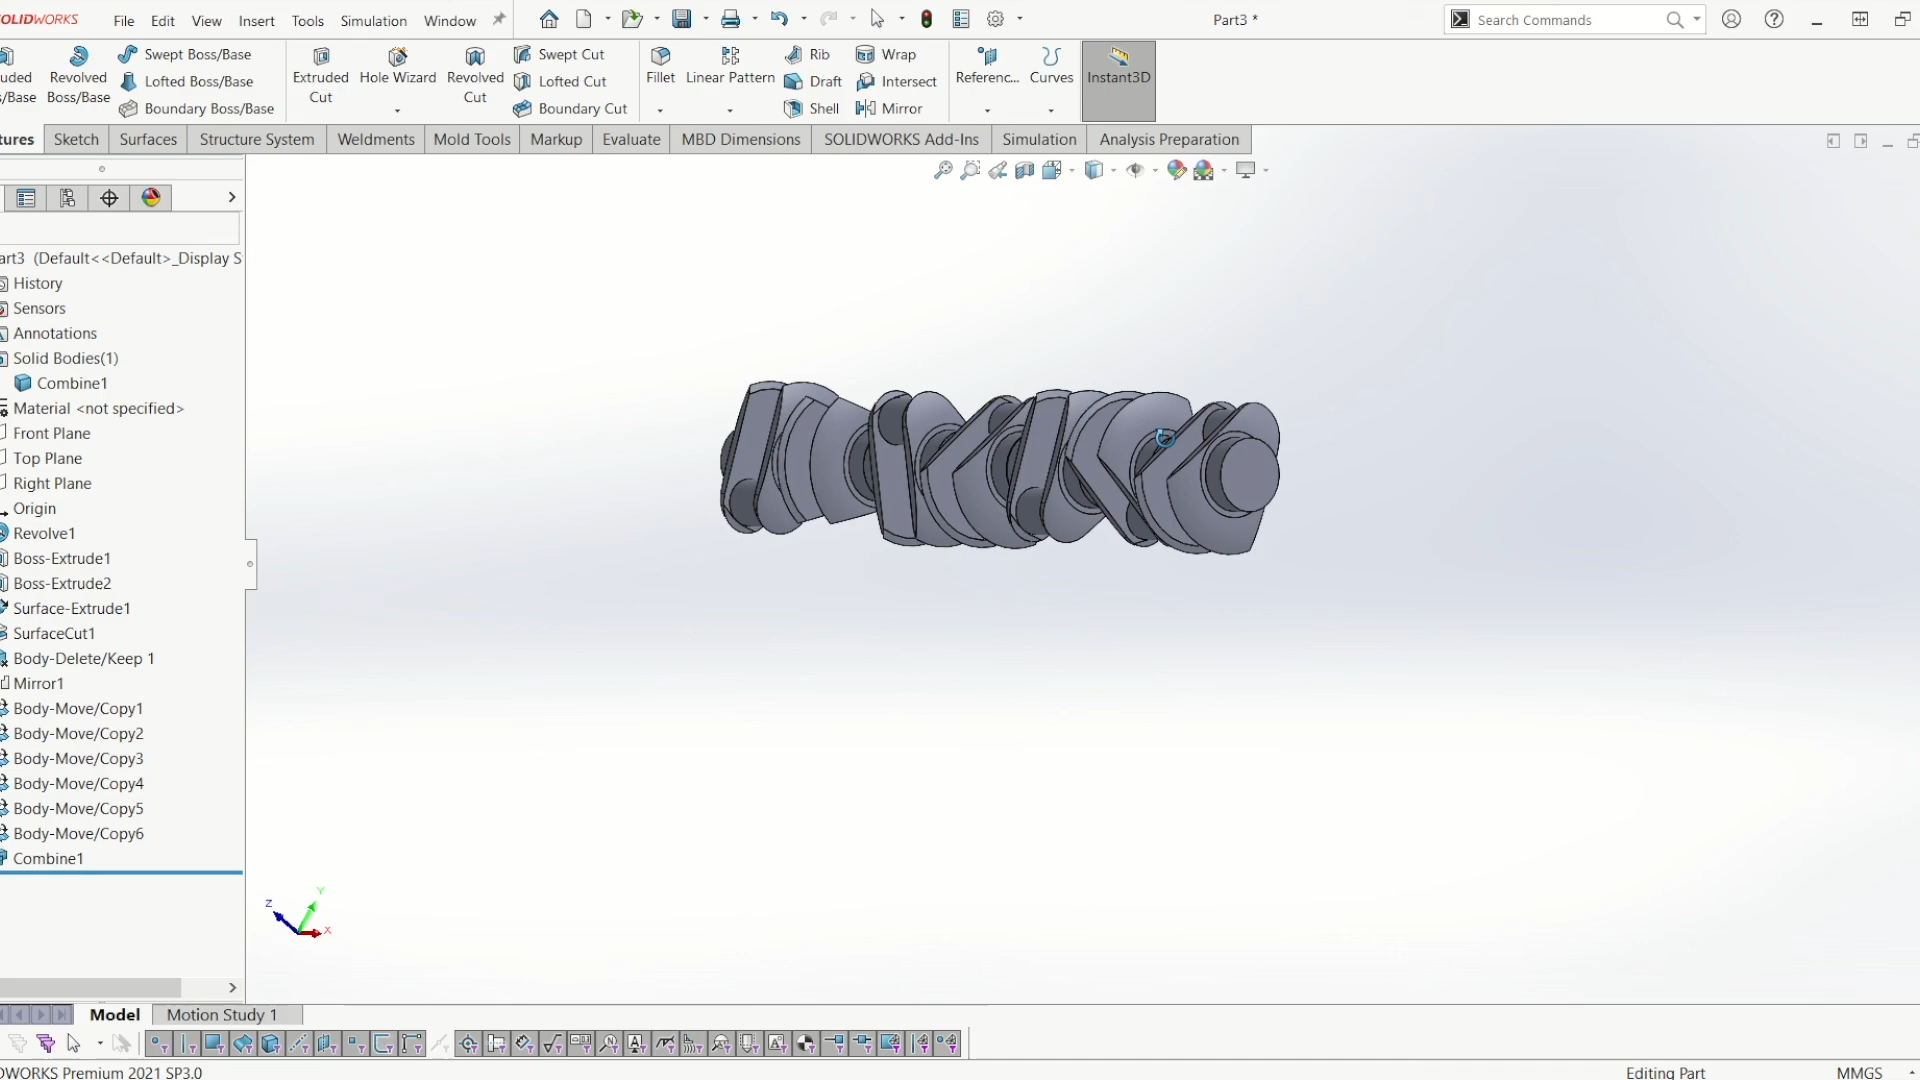 SOLIDWORKS File Edit View Insert Tools Simulation Window Part3 * Search Commands
Swept Boss/Base Swept Cut Rib Wrap
uded Revolved Lofted Boss/Base Extruded Hole Wizard Revolved Lofted Cut Fillet Linear Pattern Draft Intersect Referenc... Curves Instant3D
s/Base Boss/Base Boundary Boss/Base Cut Cut Boundary Cut Shell Mirror
tures Sketch Surfaces Structure System Weldments Mold Tools Markup Evaluate MBD Dimensions SOLIDWORKS Add-Ins Simulation Analysis Preparation
art3 (Default<<Default>_Display S
History
Sensors
Annotations
Solid Bodies(1)
Combine1
Material <not specified>
Front Plane
Top Plane
Right Plane
Origin
Revolve1
Boss-Extrude1
Boss-Extrude2
Surface-Extrude1
SurfaceCut1
Body-Delete/Keep 1
Mirror1
Body-Move/Copy1
Body-Move/Copy2
Body-Move/Copy3
Body-Move/Copy4
Body-Move/Copy5
Body-Move/Copy6
Combine1
Y
Z
X
Model Motion Study 1
DWORKS Premium 2021 SP3.0 Editing Part MMGS